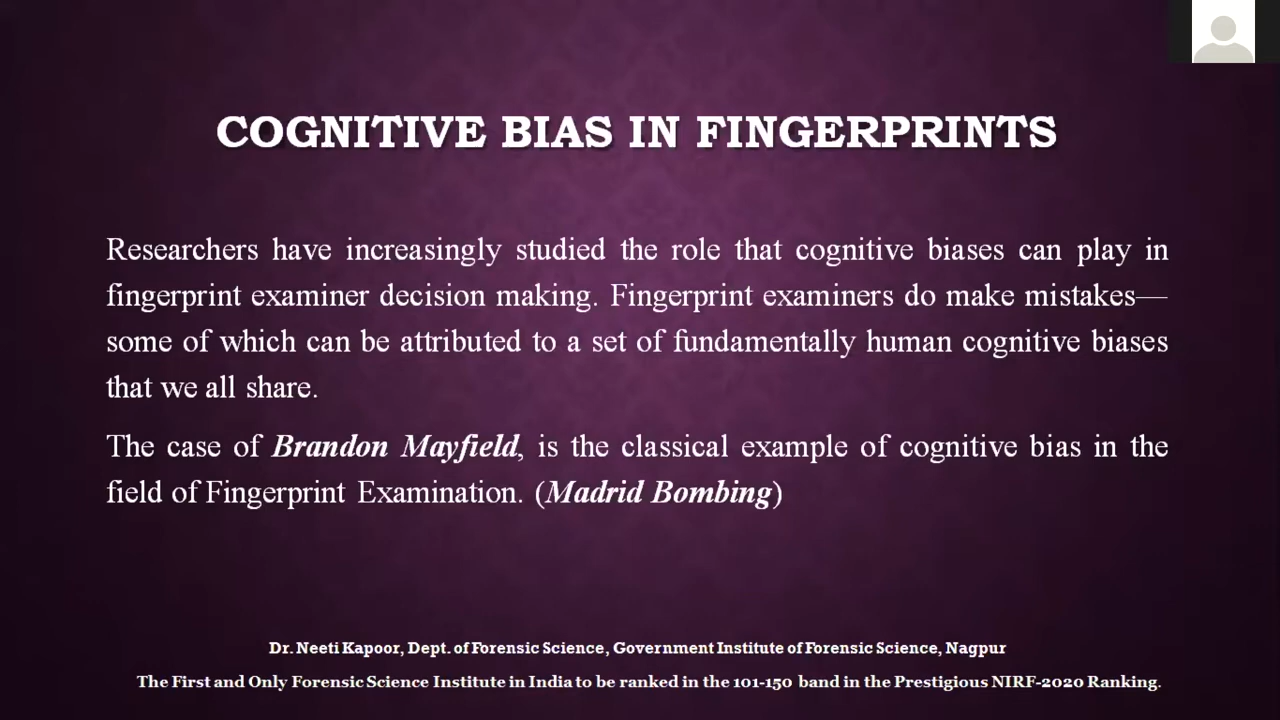 COGNITIVE BIAS IN FINGERPRINTS
Researchers have increasingly studied the role that cognitive biases can play in
fingerprint examiner decision making. Fingerprint examiners do make mistakes—
some of which can be attributed to a set of fundamentally human cognitive biases
that we all share.
The case of Brandon Mayfield, is the classical example of cognitive bias in the
field of Fingerprint Examination. (Madrid Bombing)
Dr. Neeti Kapoor, Dept. of Forensic Science, Government Institute of Forensic Science, Nagpur
The First and Only Forensic Science Institute in India to be ranked in the 101-150 band in the Prestigious NIRF-2020 Ranking.